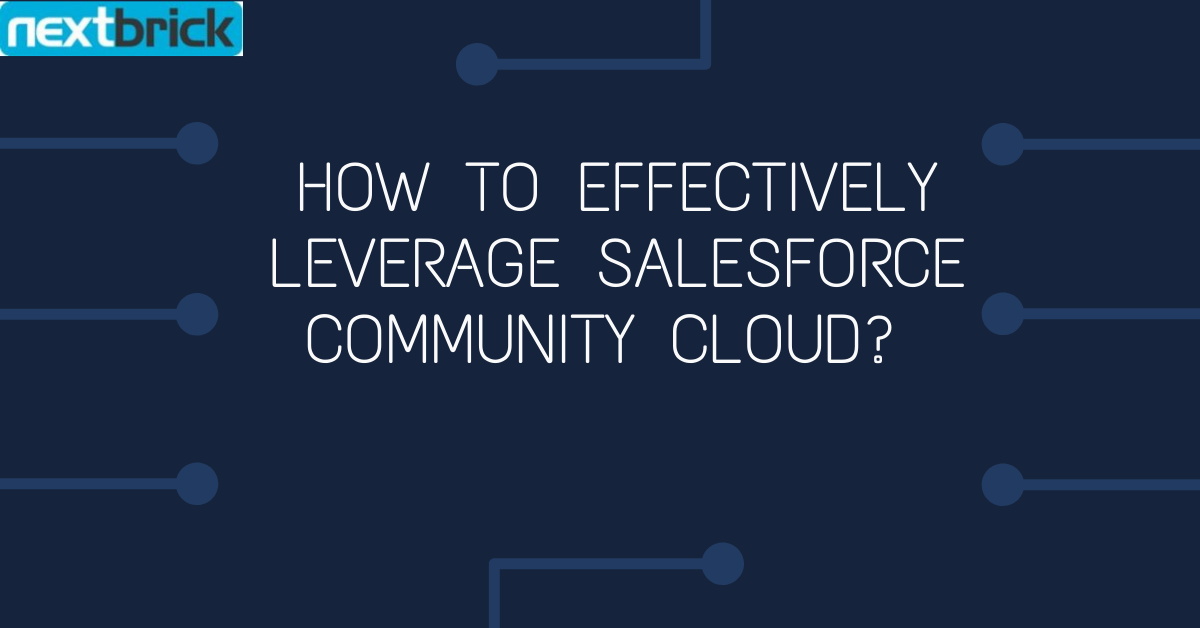 nextbrick
HOW TO EFFECTIVELY
LEVERAGE SALESFORCE
COMMUNITY CLOUD?